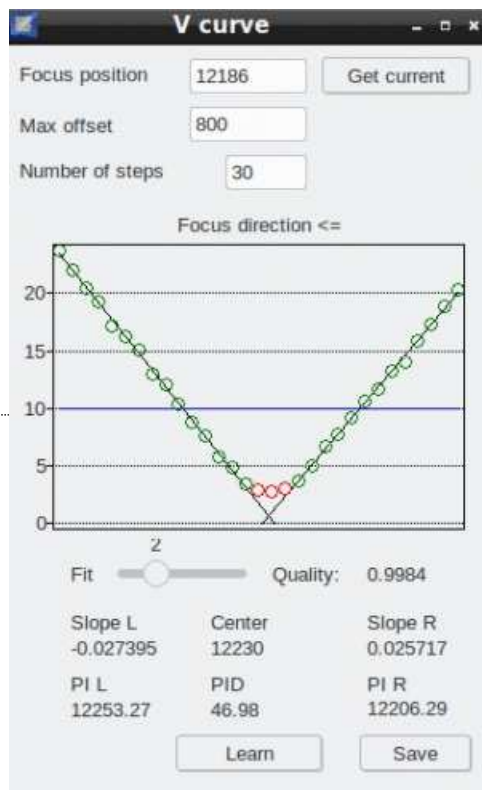 V curve
Focus position 12186 Get current
Max offset 800
Number of steps 30
Focus direction <=
20
15
10
5
0
2
Fit Quality: 0.9984
Slope L Center Slope R
-0.027395 12230 0.025717
PI L PID PI R
12253.27 46.98 12206.29
Learn Save